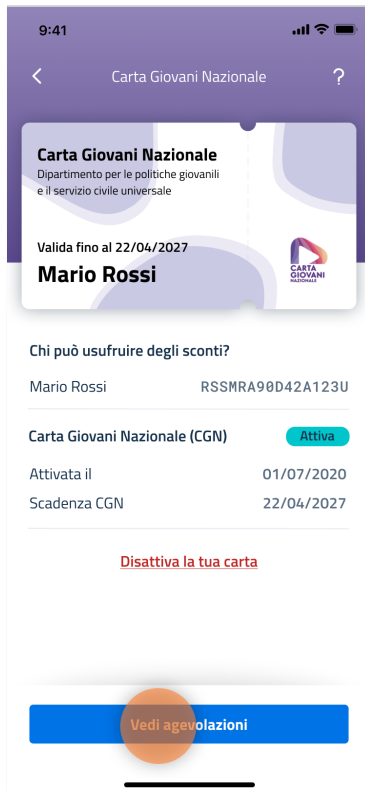 9:41
Carta Giovani Nazionale ?
Carta Giovani Nazionale
Dipartimento per le politiche giovanili
e il servizio civile universale
Valida fino al 22/04/2027
Mario Rossi
CARTA
GIOVANI
NAZIONALE
Chi può usufruire degli sconti?
Mario Rossi RSSMRA90D42A123U
Carta Giovani Nazionale (CGN) Attiva
Attivata il 01/07/2020
Scadenza CGN 22/04/2027
Disattiva la tua carta
Vedi agevolazioni